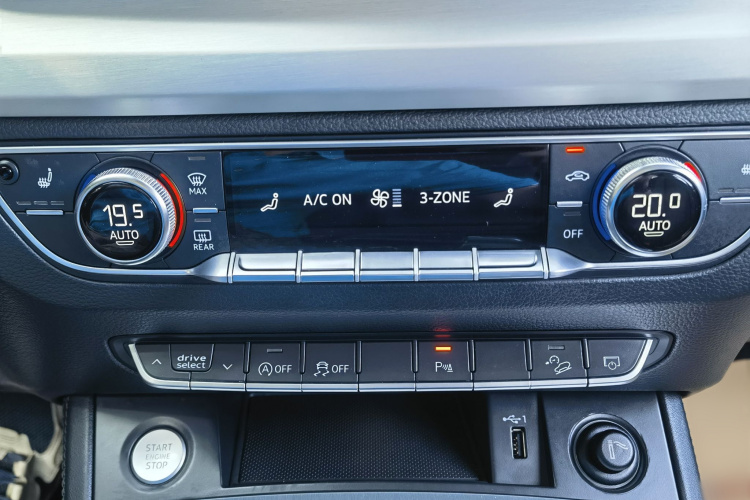 MAX
19.5
AUTO
REAR
A/C ON
3-ZONE
20.0
AUTO
OFF
drive
select
A OFF
OFF
P
START
ENGINE
STOP
1